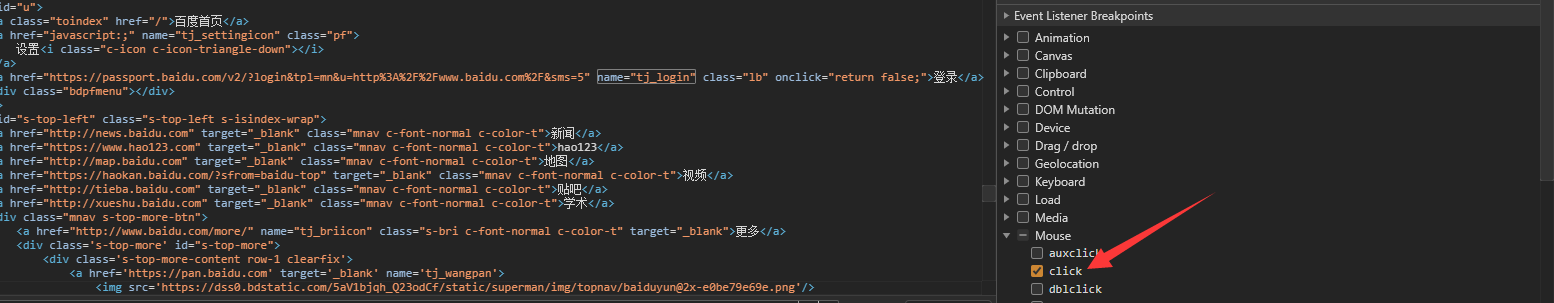 id="u">
a class="toindex" href="/">百度首页</a>
a href="javascript:;" name="tj_settingicon" class="pf">
设置<i class="c-icon c-icon-triangle-down"></i>
/a>
a href="https://passport.baidu.com/v2/?login&tpl=mn&u=http%3A%2F%2Fwww.baidu.com%2F&sms=5" name="tj_login" class="lb" onclick="return false;">登录</a>
div class="bdpfmenu"></div>
>
id="s-top-left" class="s-top-left s-isindex-wrap">
a href="http://news.baidu.com" target="_blank" class="mnav c-font-normal c-color-t">新闻</a>
a href="https://www.hao123.com" target="_blank" class="mnav c-font-normal c-color-t">hao123</a>
a href="http://map.baidu.com" target="_blank" class="mnav c-font-normal c-color-t">地图</a>
a href="https://haokan.baidu.com/?sfrom=baidu-top" target="_blank" class="mnav c-font-normal c-color-t">视频</a>
a href="http://tieba.baidu.com" target="_blank" class="mnav c-font-normal c-color-t">贴吧</a>
a href="http://xueshu.baidu.com" target="_blank" class="mnav c-font-normal c-color-t">学术</a>
div class="mnav s-top-more-btn">
<a href="http://www.baidu.com/more/" name="tj_briicon" class="s-bri c-font-normal c-color-t" target="_blank">更多</a>
<div class='s-top-more' id="s-top-more">
<div class='s-top-more-content row-1 clearfix'>
<a href='https://pan.baidu.com' target='_blank' name='tj_wangpan'>
<img src='https://dss0.bdstatic.com/5aV1bjqh_Q23odCf/static/superman/img/topnav/baiduyun@2x-e0be79e69e.png'/>
Event Listener Breakpoints
Animation
Canvas
Clipboard
Control
DOM Mutation
Device
Drag / drop
Geolocation
Keyboard
Load
Media
Mouse
auxclick
click
dblclick